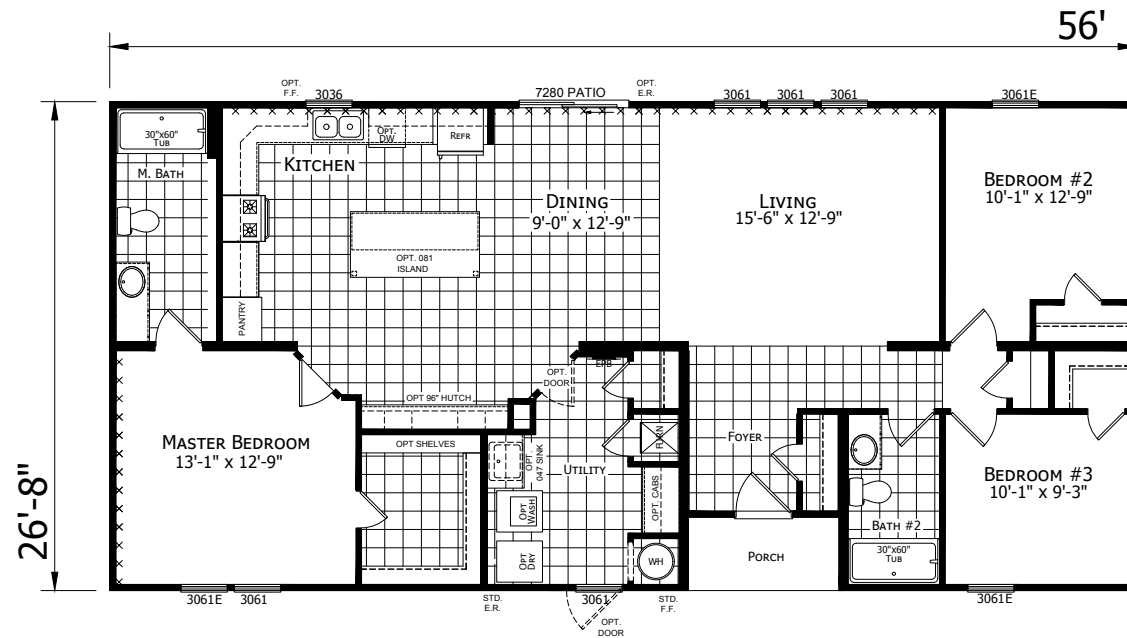 56'
OPT.
F.F.
3036
7280 PATIO
OPT.
E.R.
3061
3061
3061
3061E
30"x60"
TUB
M. BATH
KITCHEN
OPT.
DW
REFR
DINING
9'-0" x 12'-9"
LIVING
15'-6" x 12'-9"
BEDROOM #2
10'-1" x 12'-9"
OPT. 081
ISLAND
PANTRY
EPB
OPT.
DOOR
OPT 96" HUTCH
MASTER BEDROOM
13'-1" x 12'-9"
OPT SHELVES
OPT.
047 SINK
UTILITY
FURN
FOYER
BEDROOM #3
10'-1" x 9'-3"
OPT
WASH
OPT. CABS
BATH #2
30"x60"
TUB
OPT
DRY
WH
PORCH
26'-8"
3061E
3061
STD.
E.R.
3061
STD.
F.F.
OPT.
DOOR
3061E